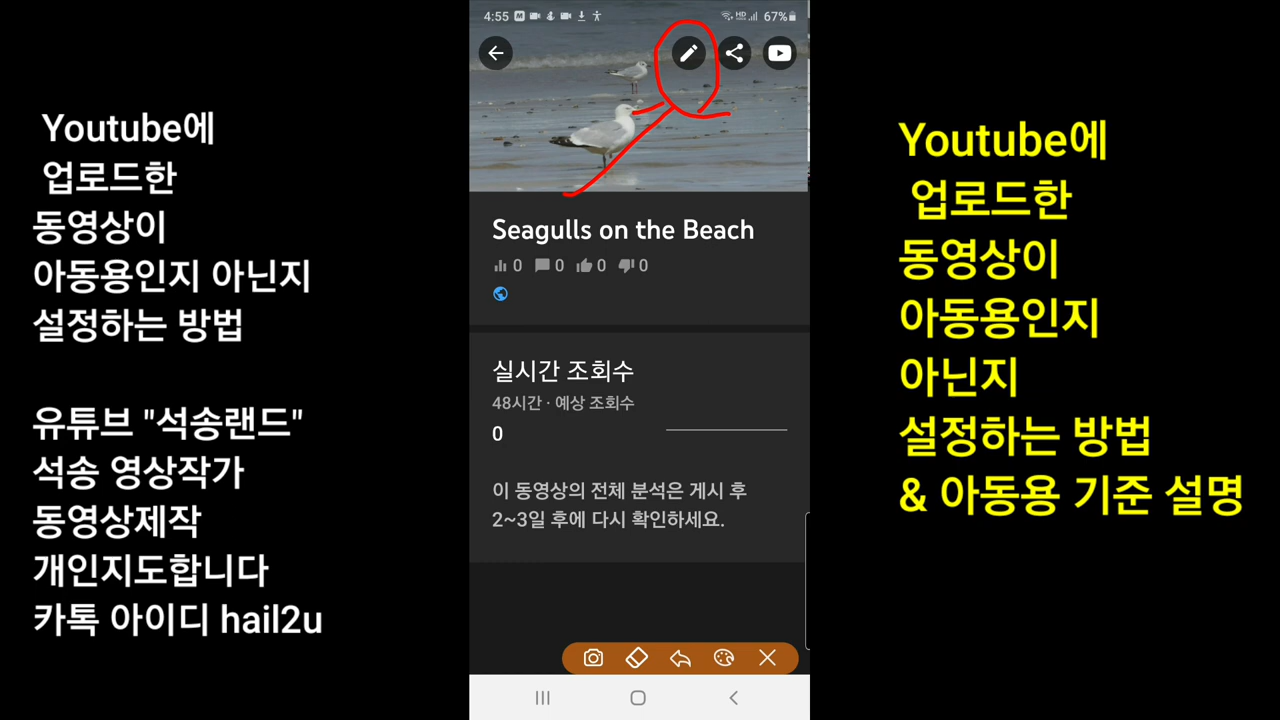 Youtube에
업로드한
동영상이
아동용인지 아닌지
설정하는 방법
유튜브 "석송랜드"
석송 영상작가
동영상제작
개인지도합니다
카톡 아이디 hail2u
4:55
HD
67%
Seagulls on the Beach
0 0 0 0
실시간 조회수
48시간 · 예상 조회수
0
이 동영상의 전체 분석은 게시 후
2~3일 후에 다시 확인하세요.
Youtube에
업로드한
동영상이
아동용인지
아닌지
설정하는 방법
& 아동용 기준 설명